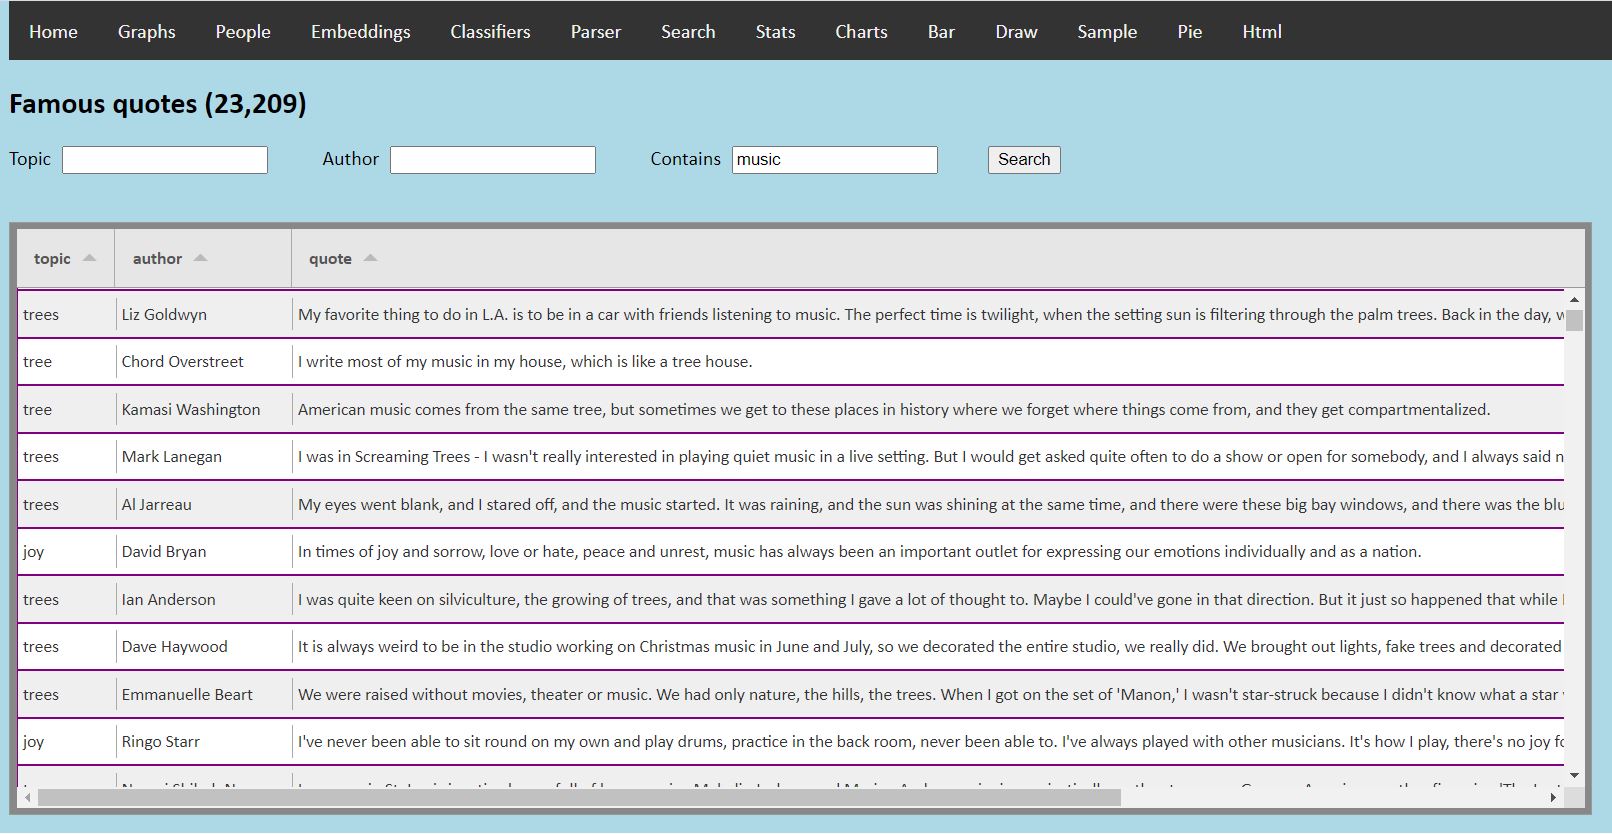 Home Graphs People Embeddings Classifiers Parser Search Stats Charts Bar Draw Sample Pie Html
Famous quotes (23,209)
Topic Author Contains music Search
topic author quote
trees Liz Goldwyn My favorite thing to do in L.A. is to be in a car with friends listening to music. The perfect time is twilight, when the setting sun is filtering through the palm trees. Back in the day,
tree Chord Overstreet I write most of my music in my house, which is like a tree house.
tree Kamasi Washington American music comes from the same tree, but sometimes we get to these places in history where we forget where things come from, and they get compartmentalized.
trees Mark Lanegan I was in Screaming Trees - I wasn't really interested in playing quiet music in a live setting. But I would get asked quite often to do a show or open for somebody, and I always said
trees Al Jarreau My eyes went blank, and I stared off, and the music started. It was raining, and the sun was shining at the same time, and there were these big bay windows, and there was the blu
joy David Bryan In times of joy and sorrow, love or hate, peace and unrest, music has always been an important outlet for expressing our emotions individually and as a nation.
trees Ian Anderson I was quite keen on silviculture, the growing of trees, and that was something I gave a lot of thought to. Maybe I could've gone in that direction. But it just so happened that while
trees Dave Haywood It is always weird to be in the studio working on Christmas music in June and July, so we decorated the entire studio, we really did. We brought out lights, fake trees and decorated
trees Emmanuelle Beart We were raised without movies, theater or music. We had only nature, the hills, the trees. When I got on the set of 'Manon,' I wasn't star-struck because I didn't know what a star
joy Ringo Starr I've never been able to sit round on my own and play drums, practice in the back room, never been able to. I've always played with other musicians. It's how I play, there's no joy fo